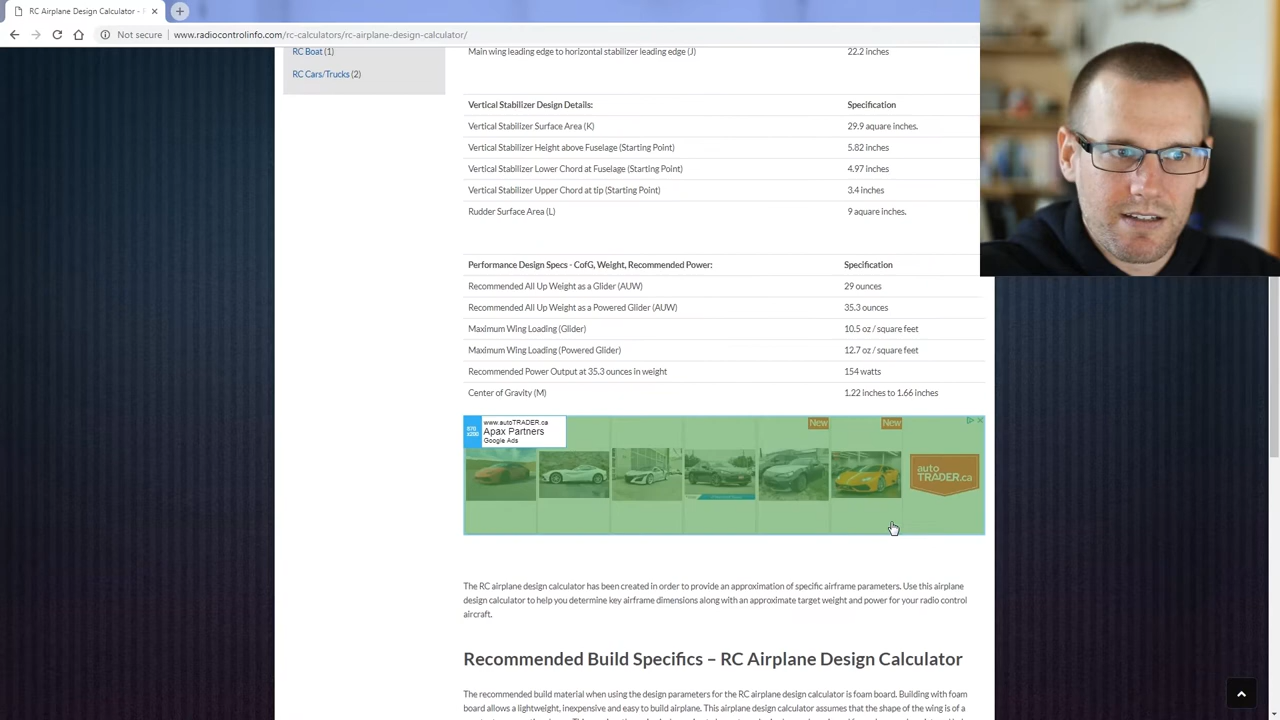 RC Airplane Design Calculator - F
Not secure www.radiocontrolinfo.com/rc-calculators/rc-airplane-design-calculator/
RC Boat (1)
RC Cars/Trucks (2)
Main wing leading edge to horizontal stabilizer leading edge (J) 22.2 inches
Vertical Stabilizer Design Details: Specification
Vertical Stabilizer Surface Area (K) 29.9 aquare inches.
Vertical Stabilizer Height above Fuselage (Starting Point) 5.82 inches
Vertical Stabilizer Lower Chord at Fuselage (Starting Point) 4.97 inches
Vertical Stabilizer Upper Chord at tip (Starting Point) 3.4 inches
Rudder Surface Area (L) 9 aquare inches.
Performance Design Specs - CofG, Weight, Recommended Power: Specification
Recommended All Up Weight as a Glider (AUW) 29 ounces
Recommended All Up Weight as a Powered Glider (AUW) 35.3 ounces
Maximum Wing Loading (Glider) 10.5 oz / square feet
Maximum Wing Loading (Powered Glider) 12.7 oz / square feet
Recommended Power Output at 35.3 ounces in weight 154 watts
Center of Gravity (M) 1.22 inches to 1.66 inches
www.autoTRADER.ca
Apax Partners
Google Ads
New New
auto
TRADER.ca
The RC airplane design calculator has been created in order to provide an approximation of specific airframe parameters. Use this airplane
design calculator to help you determine key airframe dimensions along with an approximate target weight and power for your radio control
aircraft.
Recommended Build Specifics – RC Airplane Design Calculator
The recommended build material when using the design parameters for the RC airplane design calculator is foam board. Building with foam
board allows a lightweight, inexpensive and easy to build airplane. This airplane design calculator assumes that the shape of the wing is of a